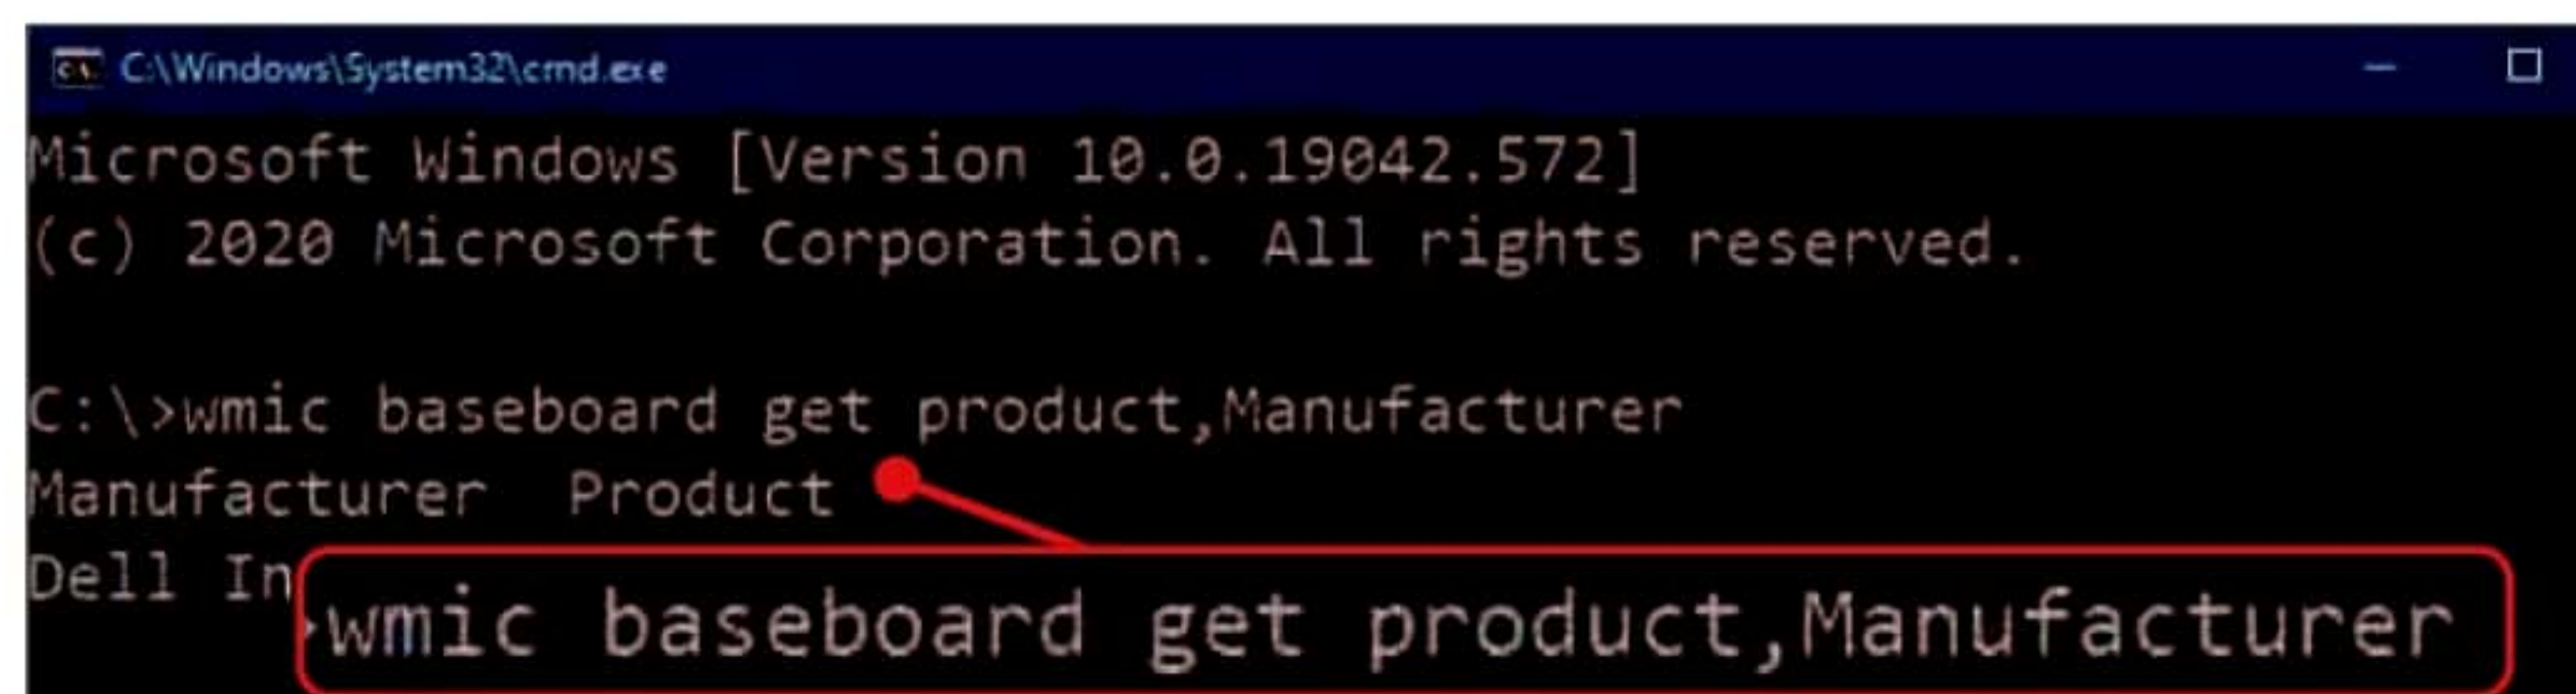 C:\Windows\System32\cmd.exe
Microsoft Windows [Version 10.0.19042.572]
(c) 2020 Microsoft Corporation. All rights reserved.
C:\>wmic baseboard get product,Manufacturer
Manufacturer  Product
Dell In
wmic baseboard get product,Manufacturer